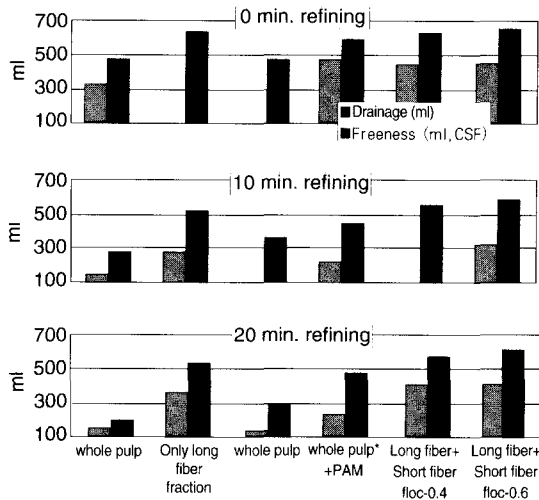 0 min. refining
700
500
300
100
ml
Drainage (ml)
Freeness (ml, CSF)
10 min. refining
700
500
300
100
ml
20 min. refining
700
500
300
100
ml
whole pulp
Only long
fiber
fraction
whole pulp
whole pulp*
+PAM
Long fiber+
Short fiber
floc-0.4
Long fiber+
Short fiber
floc-0.6